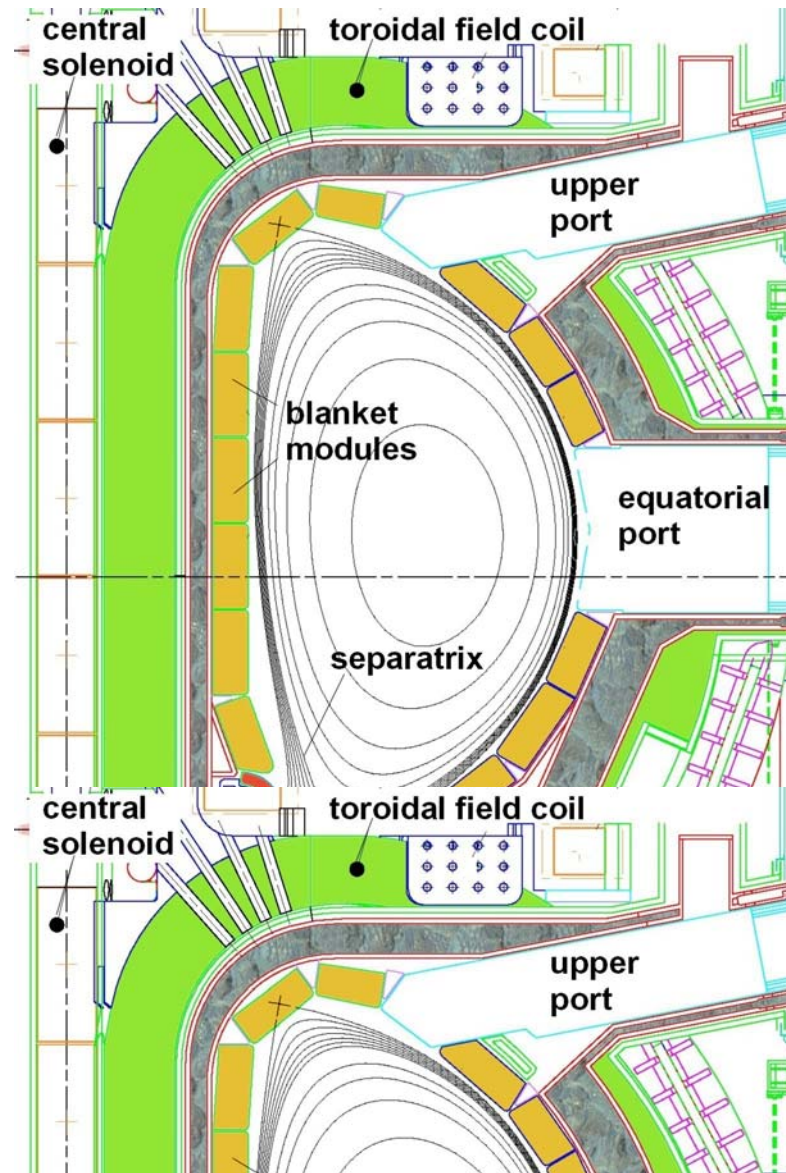 central
solenoid
toroidal field coil
upper
port
blanket
modules
equatorial
port
separatrix
central
solenoid
toroidal field coil
upper
port